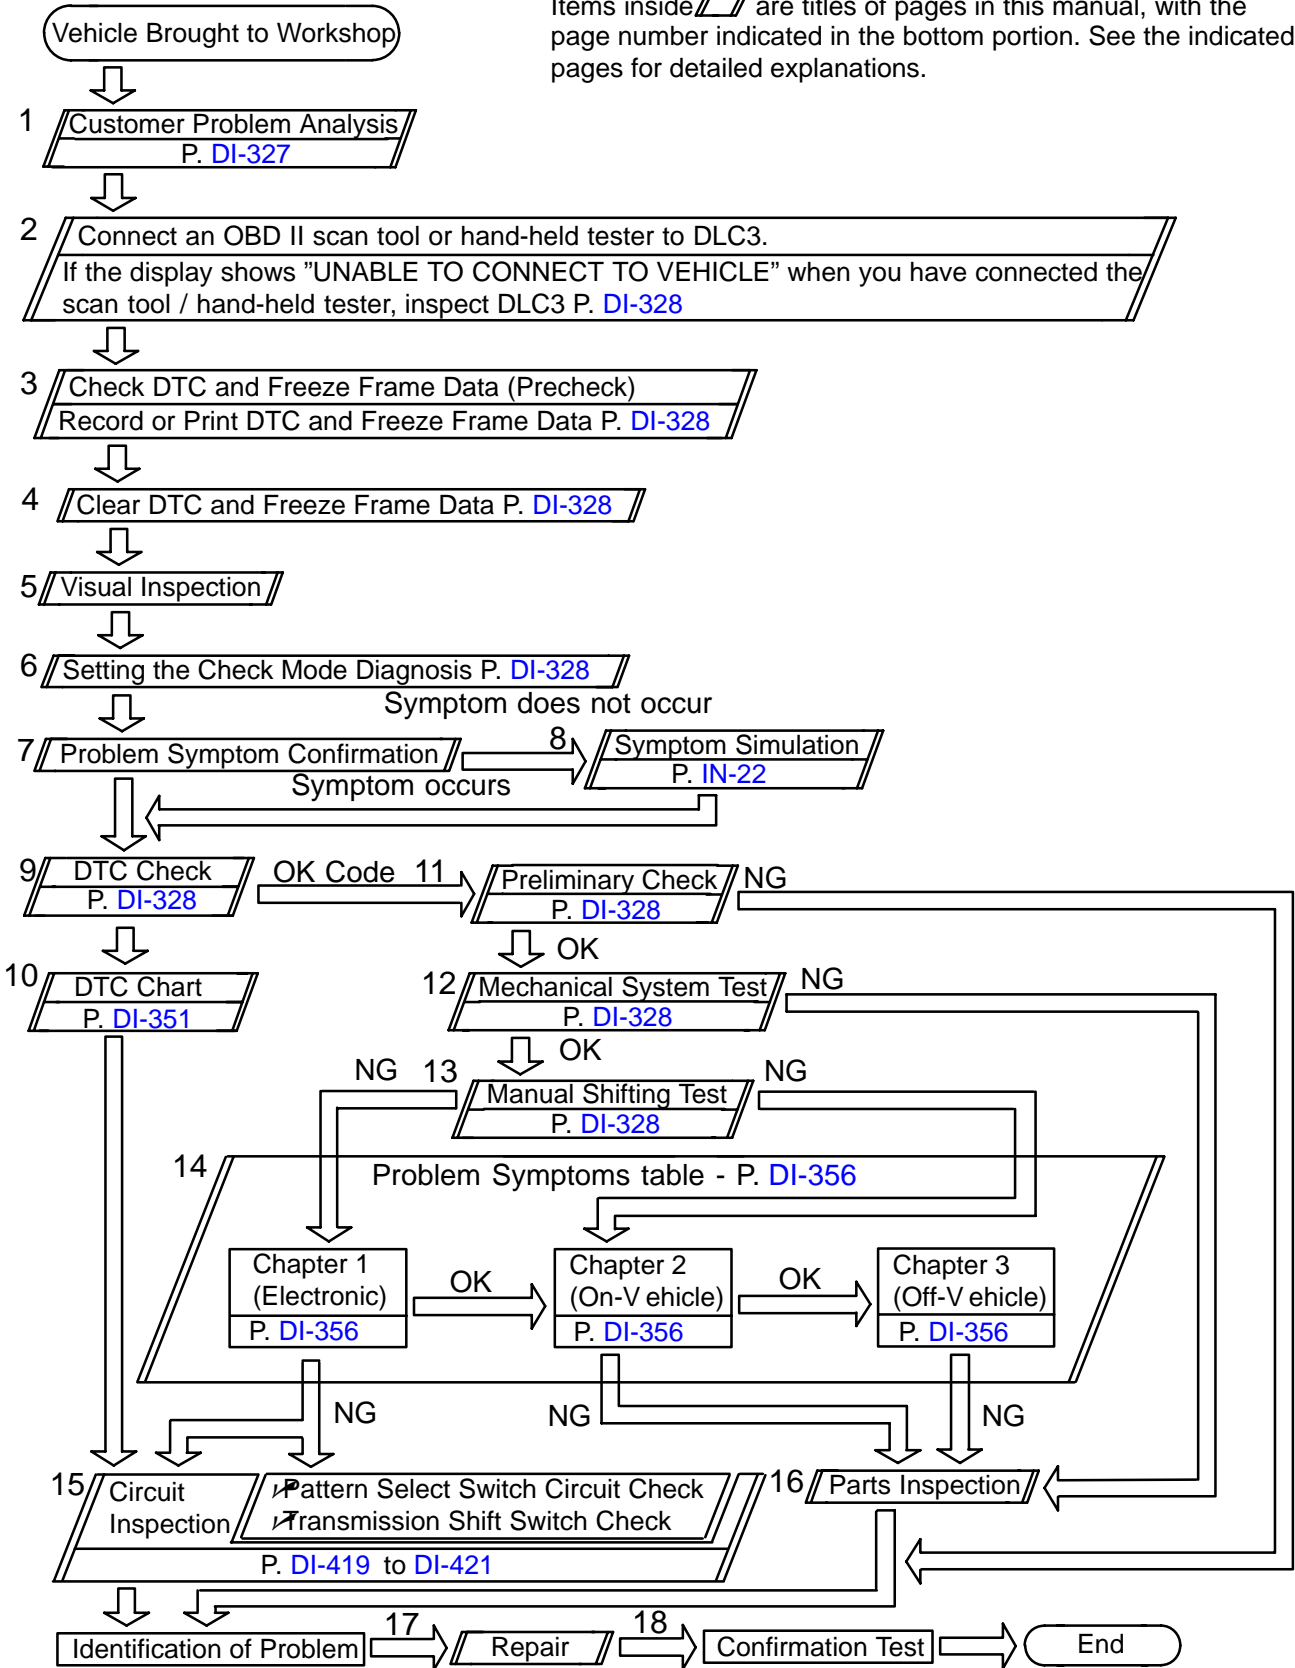 Items inside are titles of pages in this manual, with the
page number indicated in the bottom portion. See the indicated
pages for detailed explanations.
Vehicle Brought to Workshop
1
Customer Problem Analysis
P. DI-327
2
Connect an OBD II scan tool or hand-held tester to DLC3.
If the display shows ”UNABLE TO CONNECT TO VEHICLE” when you have connected the
scan tool / hand-held tester, inspect DLC3 P. DI-328
3
Check DTC and Freeze Frame Data (Precheck)
Record or Print DTC and Freeze Frame Data P. DI-328
4
Clear DTC and Freeze Frame Data P. DI-328
5
Visual Inspection
6
Setting the Check Mode Diagnosis P. DI-328
Symptom does not occur
7
Problem Symptom Confirmation
8
Symptom Simulation
P. IN-22
Symptom occurs
9
DTC Check
P. DI-328
OK Code
11
Preliminary Check
P. DI-328
NG
OK
10
DTC Chart
P. DI-351
12
Mechanical System Test
P. DI-328
NG
OK
NG
13
Manual Shifting Test
P. DI-328
NG
14
Problem Symptoms table - P. DI-356
Chapter 1
(Electronic)
P. DI-356
OK
Chapter 2
(On-V ehicle)
P. DI-356
OK
Chapter 3
(Off-V ehicle)
P. DI-356
NG
NG
NG
15
Circuit
Inspection
Pattern Select Switch Circuit Check
Transmission Shift Switch Check
P. DI-419 to DI-421
16
Parts Inspection
Identification of Problem
17
Repair
18
Confirmation Test
End